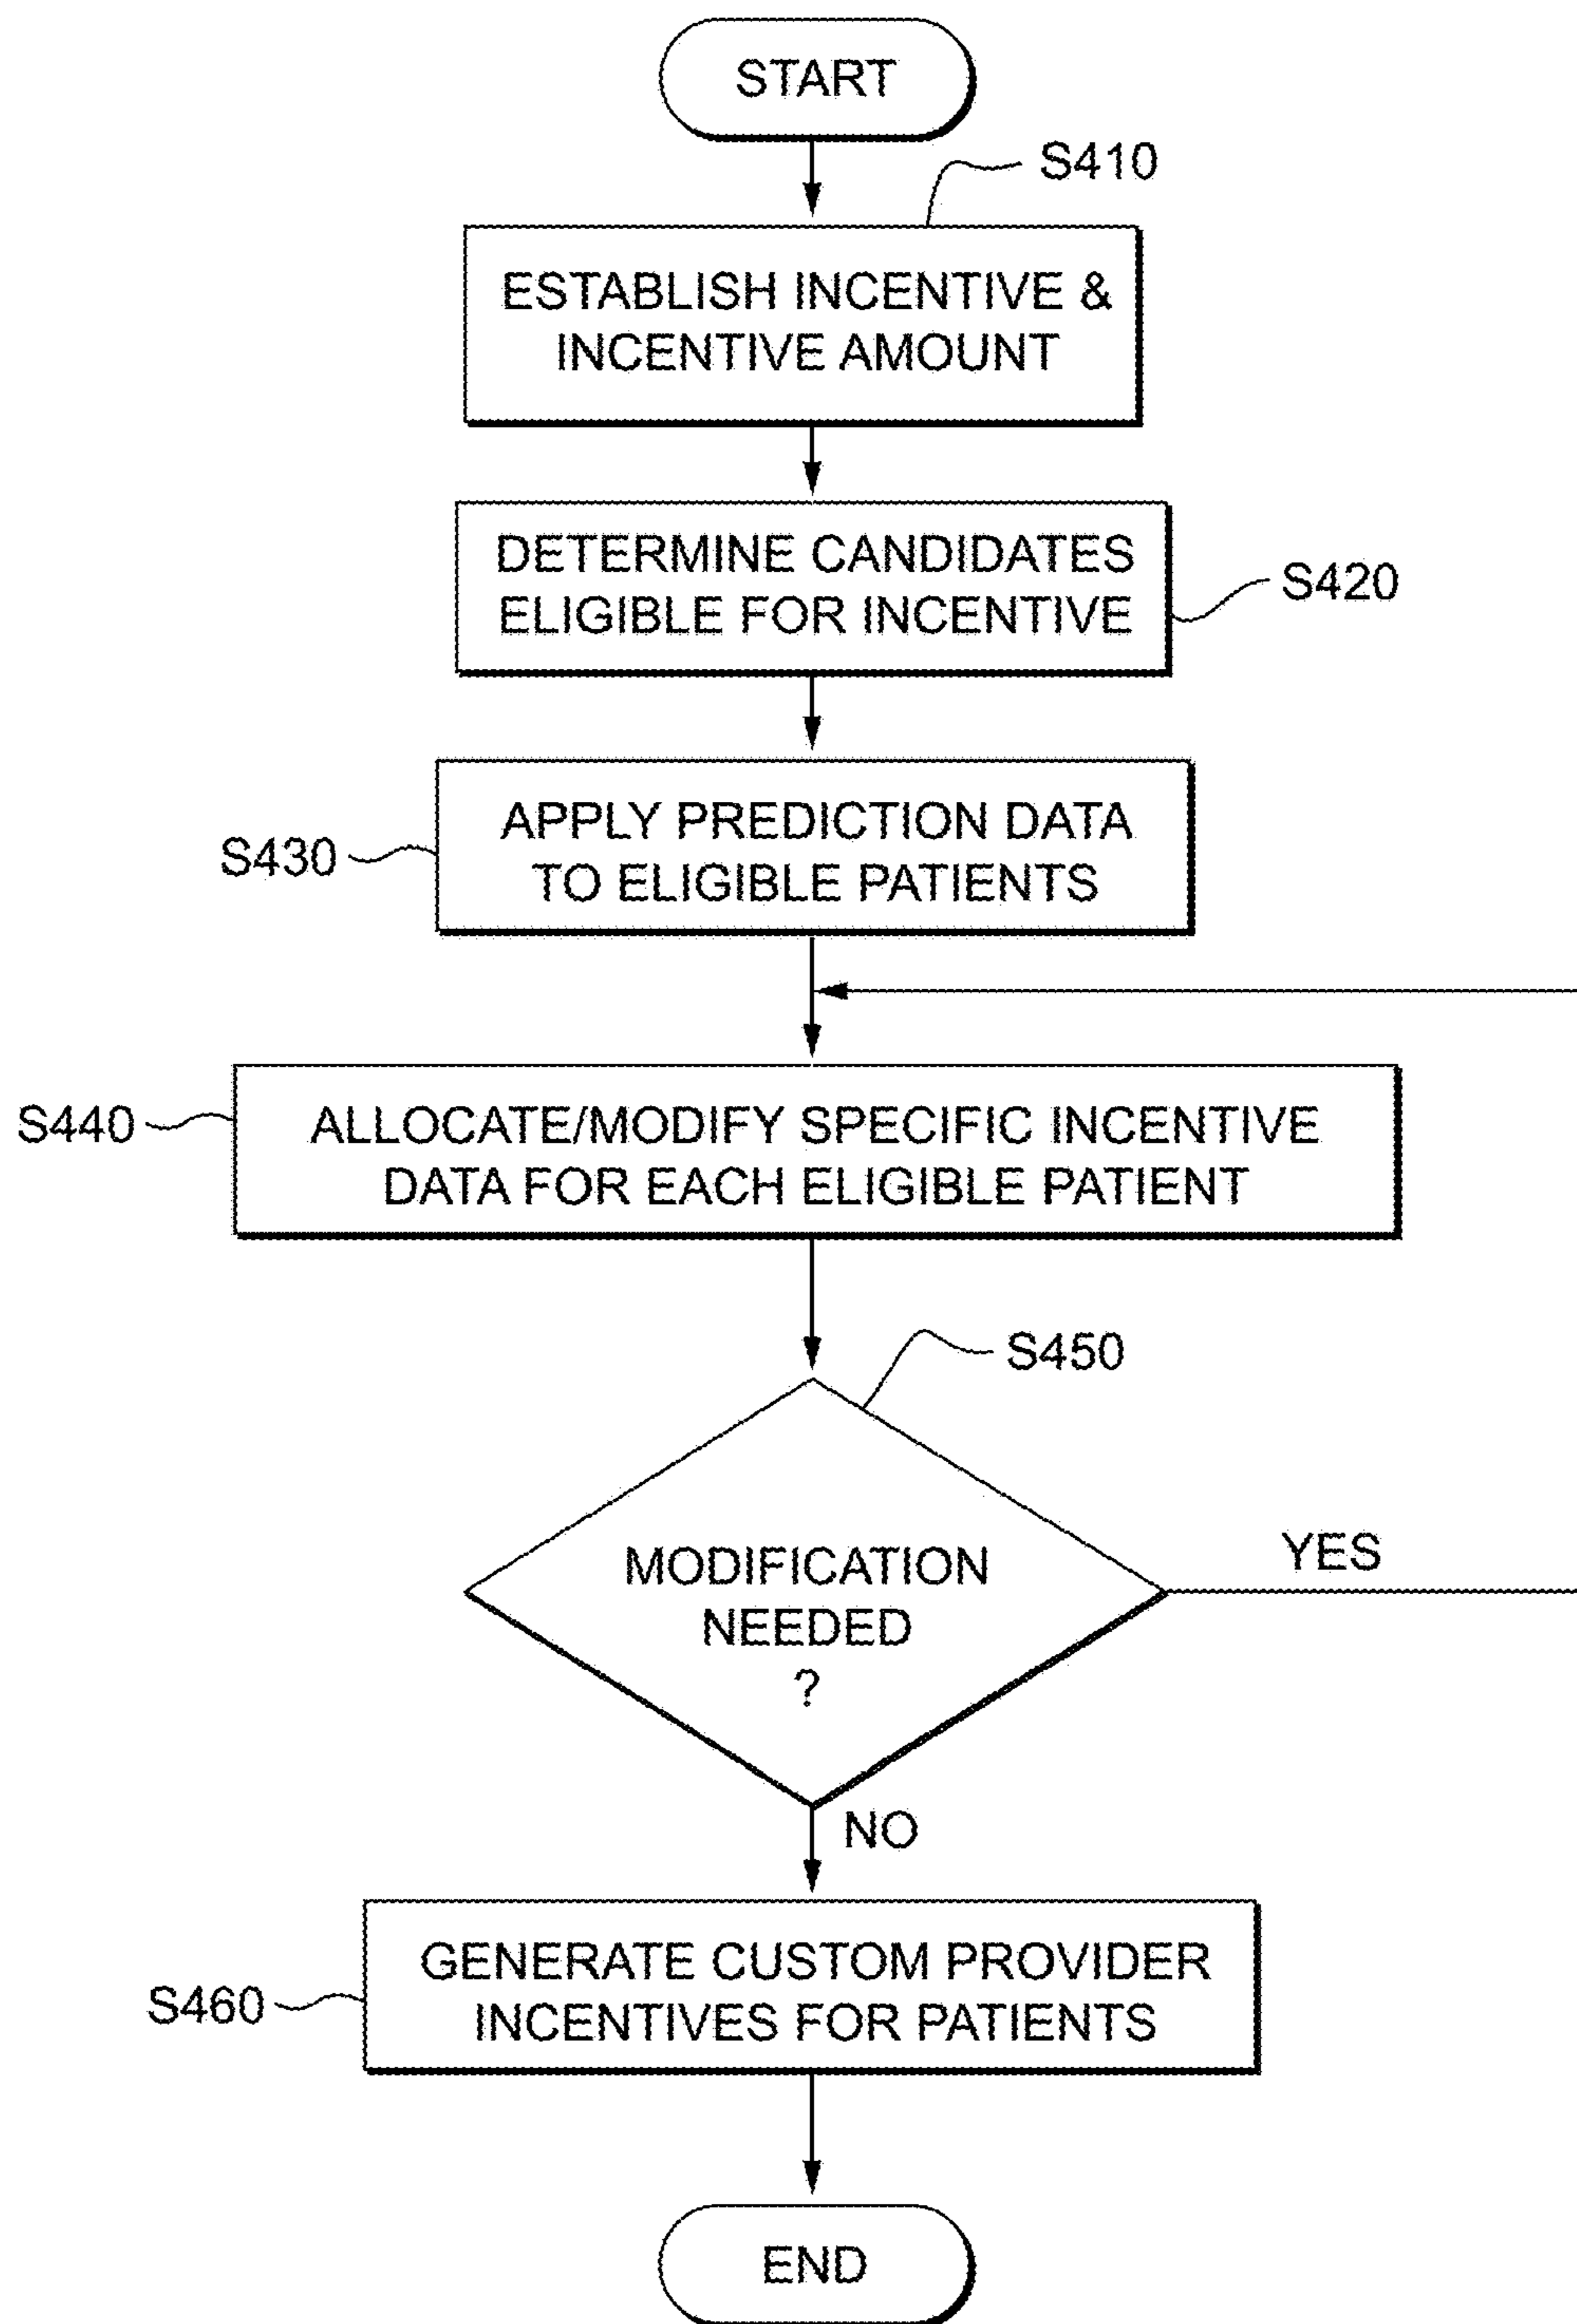 START
S410
ESTABLISH INCENTIVE &
INCENTIVE AMOUNT
DETERMINE CANDIDATES
ELIGIBLE FOR INCENTIVE
S420
APPLY PREDICTION DATA
TO ELIGIBLE PATIENTS
S430
S440
ALLOCATE/MODIFY SPECIFIC INCENTIVE
DATA FOR EACH ELIGIBLE PATIENT
S450
MODIFICATION
NEEDED
?
YES
NO
GENERATE CUSTOM PROVIDER
INCENTIVES FOR PATIENTS
S460
END